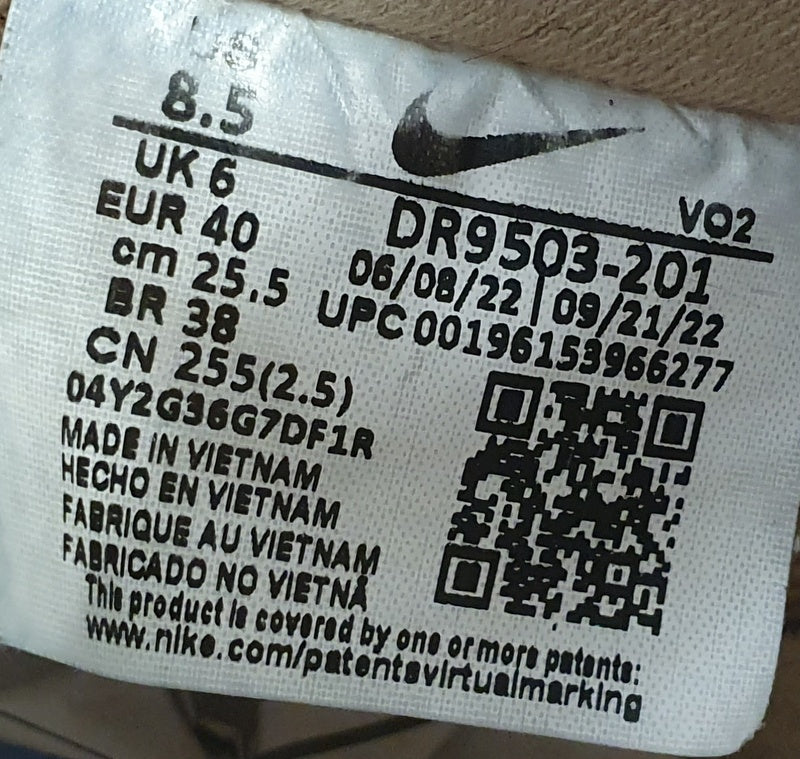 8.5
UK 6
EUR 40
cm 25.5
BR 38
CN 255(2.5)
04Y2G36G7DF1R
MADE IN VIETNAM
HECHO EN VIETNAM
FABRIQUE AU VIETNAM
FABRICADO NO VIETNÃ
This product is covered by one or more patents:
www.nike.com/patentsvirtualmarking
VO2
DR9503-201
06/08/22 | 09/21/22
UPC 00196153966277